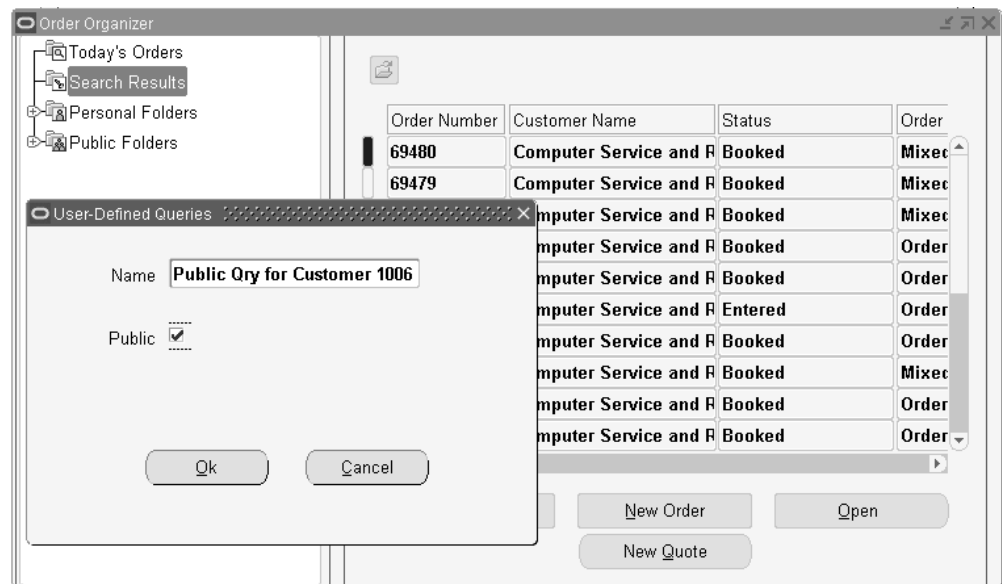 Order Organizer
Today's Orders
Search Results
Personal Folders
Public Folders
Order Number Customer Name Status Order
69480 Computer Service and R Booked Mixed
69479 Computer Service and R Booked Mixed
User-Defined Queries
Name Public Qry for Customer 1006
Public
Ok Cancel
mputer Service and R Booked Mixed
mputer Service and R Booked Order
mputer Service and R Booked Order
mputer Service and R Entered Order
mputer Service and R Booked Order
mputer Service and R Booked Mixed
mputer Service and R Booked Order
mputer Service and R Booked Order
New Order Open
New Quote